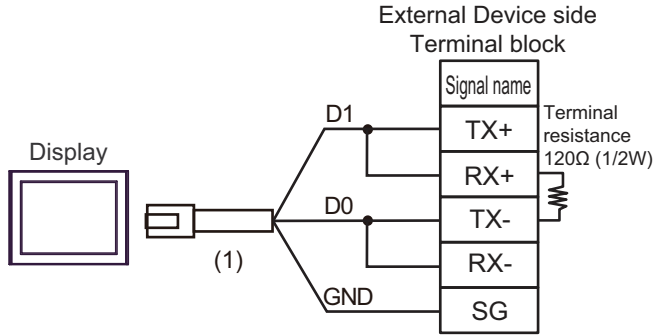 External Device side
Terminal block
Signal name
D1
TX+
Terminal
resistance
120Ω (1/2W)
Display
RX+
D0
TX-
(1)
RX-
GND
SG